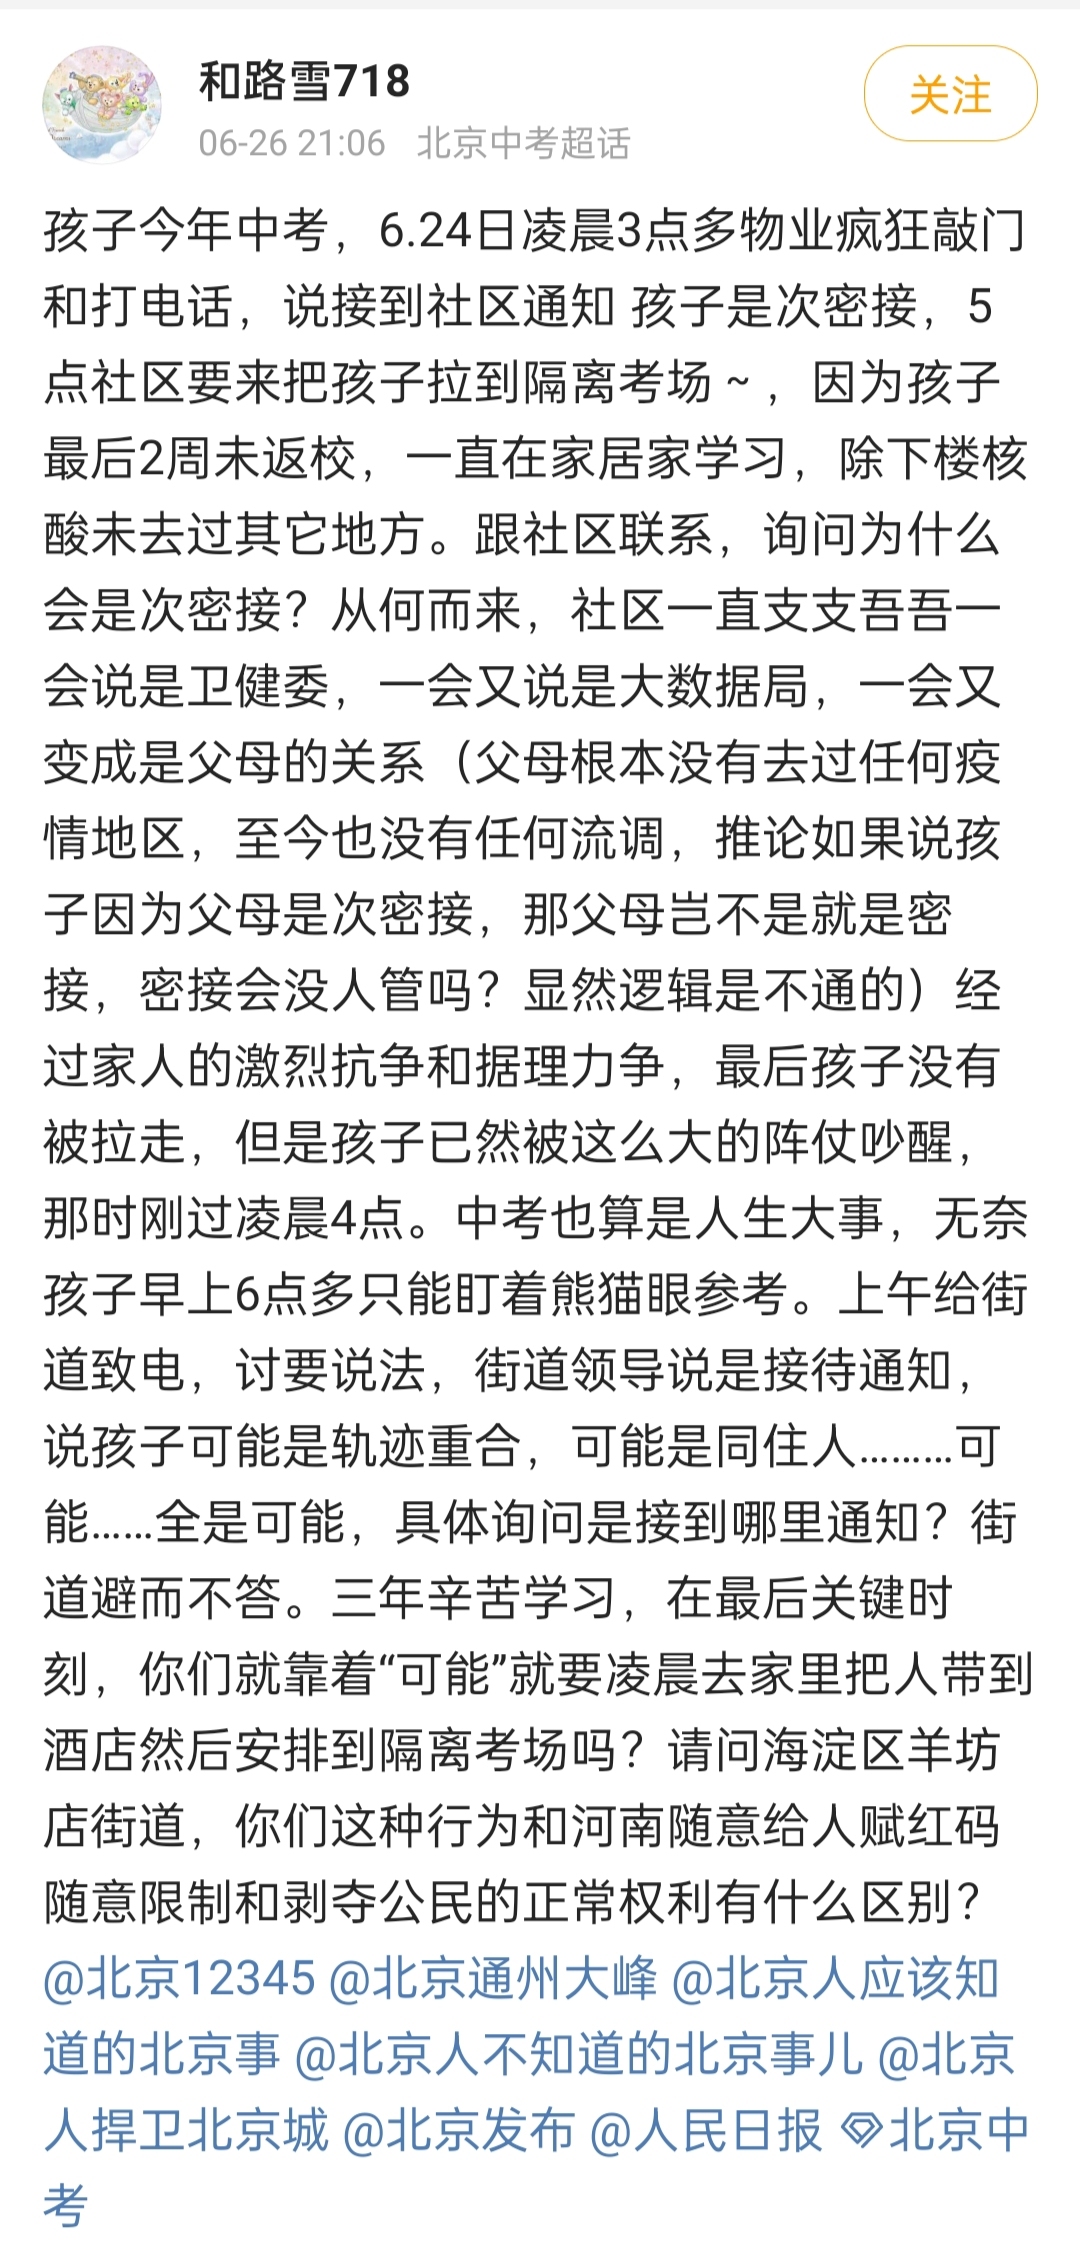 和路雪718
关注
06-26 21:06 北京中考超话
孩子今年中考，6.24日凌晨3点多物业疯狂敲门
和打电话，说接到社区通知 孩子是次密接，5
点社区要来把孩子拉到隔离考场～，因为孩子
最后2周未返校，一直在家居家学习，除下楼核
酸未去过其它地方。跟社区联系，询问为什么
会是次密接？从何而来，社区一直支支吾吾一
会说是卫健委，一会又说是大数据局，一会又
变成是父母的关系（父母根本没有去过任何疫
情地区，至今也没有任何流调，推论如果说孩
子因为父母是次密接，那父母岂不是就是密
接，密接会没人管吗？显然逻辑是不通的）经
过家人的激烈抗争和据理力争，最后孩子没有
被拉走，但是孩子已然被这么大的阵仗吵醒，
那时刚过凌晨4点。中考也算是人生大事，无奈
孩子早上6点多只能盯着熊猫眼参考。上午给街
道致电，讨要说法，街道领导说是接待通知，
说孩子可能是轨迹重合，可能是同住人………可
能……全是可能，具体询问是接到哪里通知？街
道避而不答。三年辛苦学习，在最后关键时
刻，你们就靠着“可能”就要凌晨去家里把人带到
酒店然后安排到隔离考场吗？请问海淀区羊坊
店街道，你们这种行为和河南随意给人赋红码
随意限制和剥夺公民的正常权利有什么区别？
@北京12345 @北京通州大峰 @北京人应该知
道的北京事 @北京人不知道的北京事儿 @北京
人捍卫北京城 @北京发布 @人民日报 北京中
考